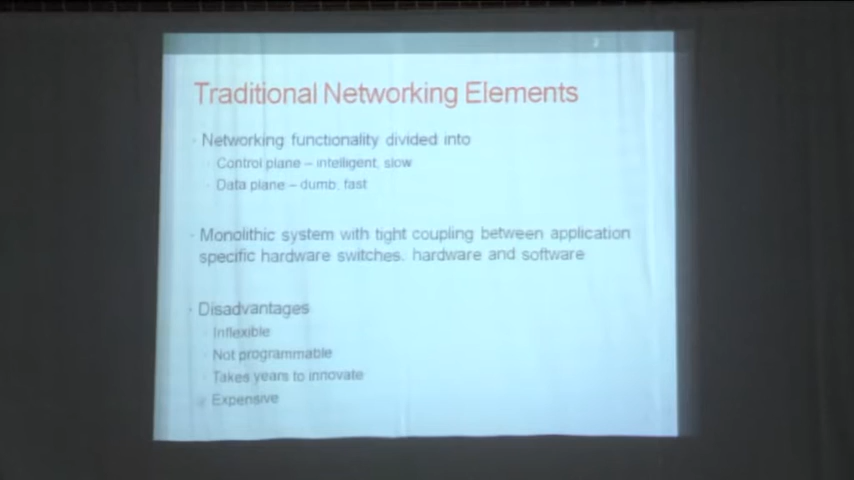 Traditional Networking Elements
Networking functionality divided into
Control plane – intelligent, slow
Data plane – dumb, fast
Monolithic system with tight coupling between application
specific hardware switches, hardware and software
Disadvantages
Inflexible
Not programmable
Takes years to innovate
Expensive